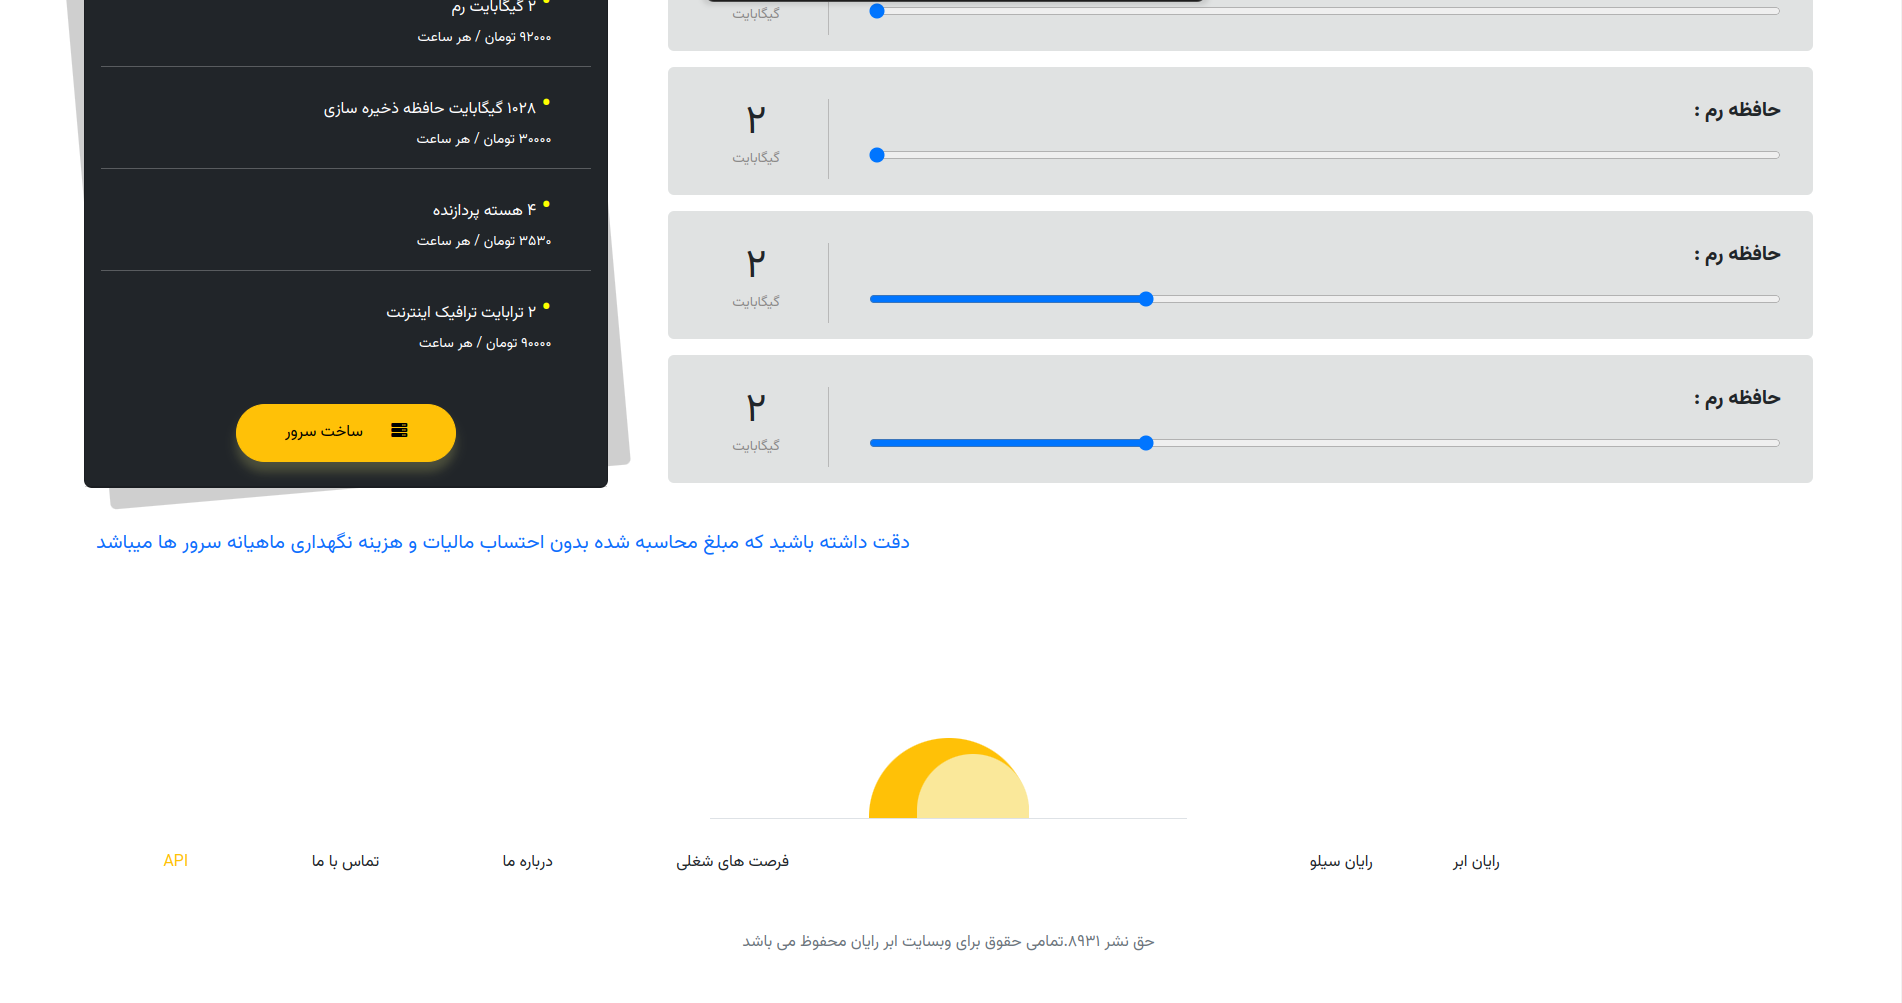 گیگابایت
حافظه رم :
۲
گیگابایت
حافظه رم :
۲
گیگابایت
حافظه رم :
۲
گیگابایت
۲ گیگابایت رم
۹۲۰۰۰ تومان / هر ساعت
۱۰۲۸ گیگابایت حافظه ذخیره سازی
۳۰۰۰۰ تومان / هر ساعت
۴ هسته پردازنده
۳۵۳۰ تومان / هر ساعت
۲ ترابایت ترافیک اینترنت
۹۰۰۰۰ تومان / هر ساعت
ساخت سرور
دقت داشته باشید که مبلغ محاسبه شده بدون احتساب مالیات و هزینه نگهداری ماهیانه سرور ها میباشد
رایان ابر
رایان سیلو
فرصت های شغلی
درباره ما
تماس با ما
API
حق نشر ۸۹۳۱.تمامی حقوق برای وبسایت ابر رایان محفوظ می باشد